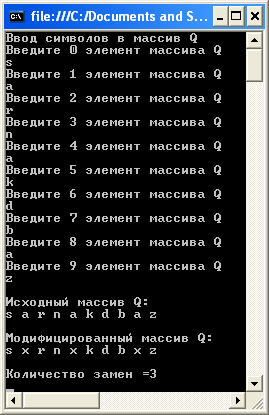 file:///C:/Documents and S...
Ввод символов в массив Q
Введите 0 элемент массива Q
s
Введите 1 элемент массива Q
a
Введите 2 элемент массива Q
r
Введите 3 элемент массива Q
n
Введите 4 элемент массива Q
a
Введите 5 элемент массива Q
k
Введите 6 элемент массива Q
d
Введите 7 элемент массива Q
b
Введите 8 элемент массива Q
a
Введите 9 элемент массива Q
z
Исходный массив Q:
s a r n a k d b a z
Модифицированный массив Q:
s x r n x k d b x z
Количество замен =3